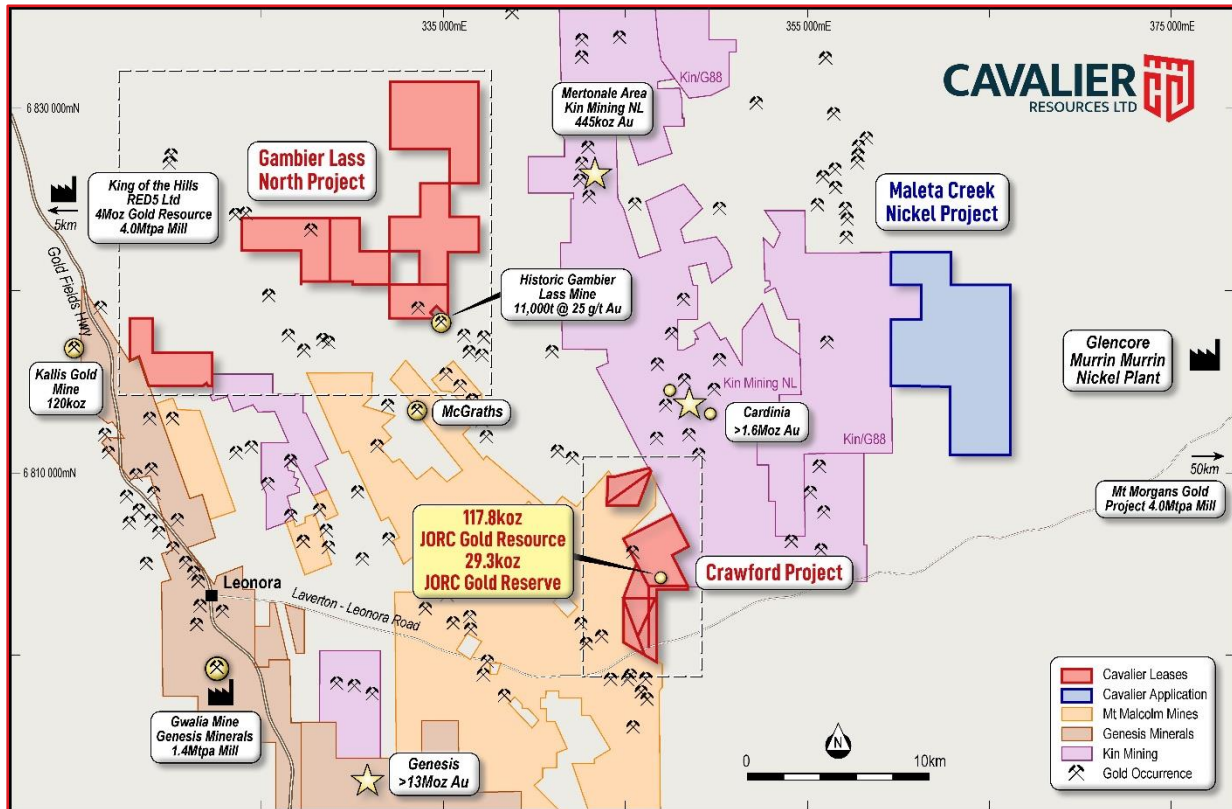 335 000mE
355 000mE
375 000mE
Kin/G88
CAVALIER
RESOURCES LTD
Mertonale Area
Kin Mining NL
445koz Au
6 830 000mN
Gambier Lass
North Project
King of the Hills
RED5 Ltd
4Moz Gold Resource
4.0Mtpa Mill
5km
Maleta Creek
Nickel Project
Gold Fields Hwy
Historic Gambier
Lass Mine
11,000t @ 25 g/t Au
Glencore
Murrin Murrin
Nickel Plant
Kallis Gold
Mine
120koz
Kin Mining NL
McGraths
Cardinia
>1.6Moz Au
Kin/G88
6 810 000mN
50km
Mt Morgans Gold
Project 4.0Mtpa Mill
117.8koz
JORC Gold Resource
29.3koz
JORC Gold Reserve
Crawford Project
Leonora
Laverton - Leonora Road
Gwalia Mine
Genesis Minerals
1.4Mtpa Mill
Genesis
>13Moz Au
N
0
10km
Cavalier Leases
Cavalier Application
Mt Malcolm Mines
Genesis Minerals
Kin Mining
Gold Occurrence